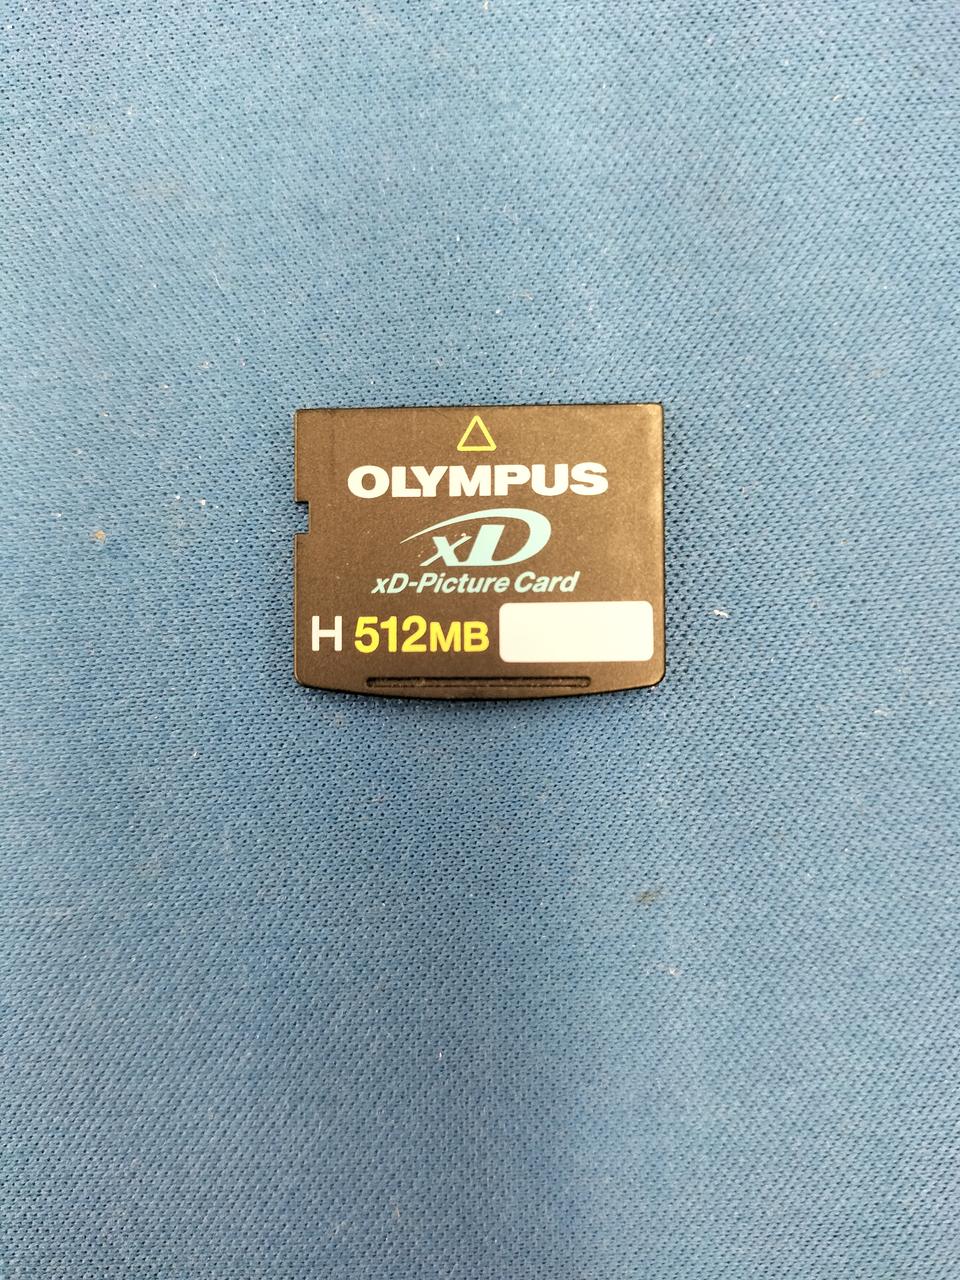 OLYMPUS
xD
xD-Picture Card
H 512MB